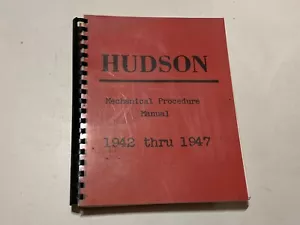 HUDSON
Mechanical Procedure
Manual
1942 thru 1947